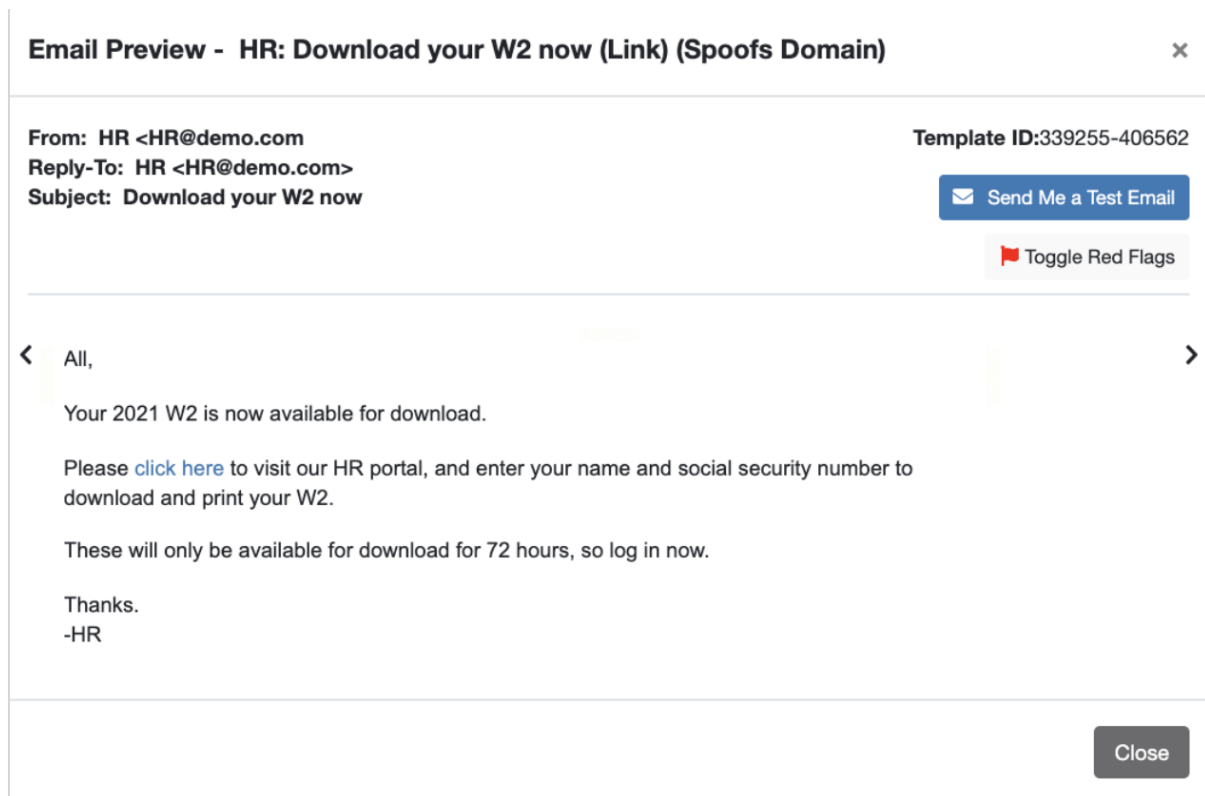 Email Preview -  HR: Download your W2 now (Link) (Spoofs Domain) ×
From:  HR <HR@demo.com
Reply-To:  HR <HR@demo.com>
Subject:  Download your W2 now
Template ID:339255-406562
Send Me a Test Email
Toggle Red Flags
All,
Your 2021 W2 is now available for download.
Please click here to visit our HR portal, and enter your name and social security number to
download and print your W2.
These will only be available for download for 72 hours, so log in now.
Thanks.
-HR
Close